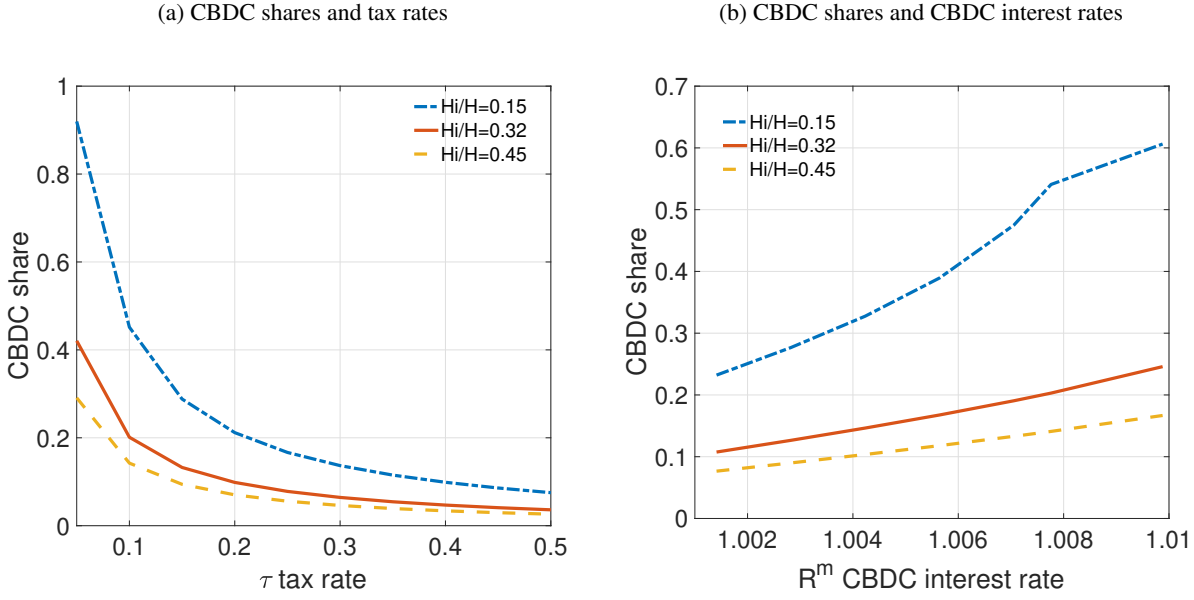 (a) CBDC shares and tax rates
CBDC share
1
0.8
0.6
0.4
0.2
0
0.1
0.2
0.3
0.4
0.5
τ tax rate
Hi/H=0.15
Hi/H=0.32
Hi/H=0.45
(b) CBDC shares and CBDC interest rates
CBDC share
0.7
0.6
0.5
0.4
0.3
0.2
0.1
0
1.002
1.004
1.006
1.008
1.01
R^m CBDC interest rate
Hi/H=0.15
Hi/H=0.32
Hi/H=0.45